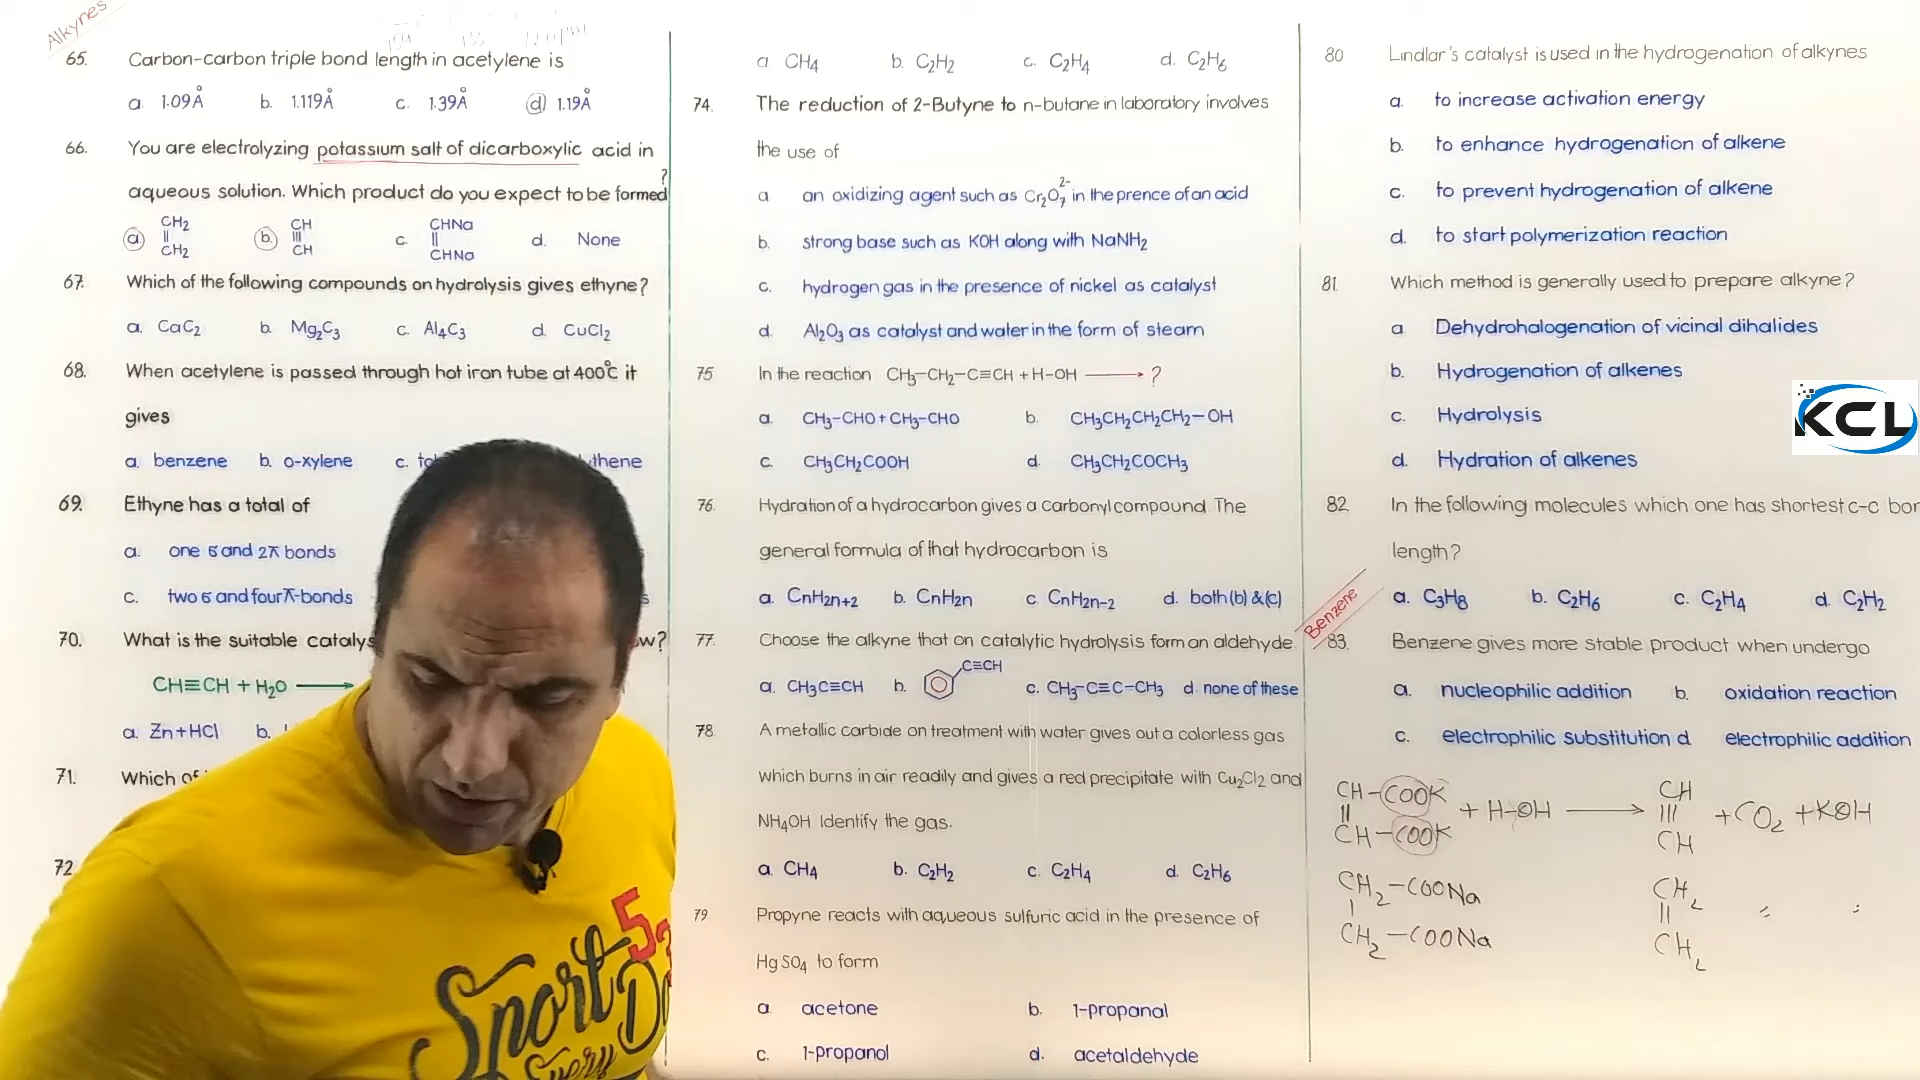 Alkynes
65. Carbon-carbon triple bond length in acetylene is
a. 1.09Å b. 1.119Å c. 1.39Å d) 1.19Å
66. You are electrolyzing potassium salt of dicarboxylic acid in
aqueous solution. Which product do you expect to be formed?
a. CH2=CH2 b. CH≡CH c. CHNa=CHNa d. None
67. Which of the following compounds on hydrolysis gives ethyne?
a. CaC2 b. Mg2C3 c. Al4C3 d. CuCl2
68. When acetylene is passed through hot iron tube at 400°C it
gives
a. benzene b. o-xylene c. thene
69. Ethyne has a total of
a. one σ and 2π bonds
c. two σ and four π-bonds
70. What is the suitable w?
CH≡CH + H2O ⟶
a. Zn+HCl b.
71. Which
72
a CH4 b. C2H2 c. C2H4 d. C2H6
74. The reduction of 2-Butyne to n-butane in laboratory involves
the use of
a an oxidizing agent such as Cr2O7²⁻ in the prence of an acid
b. strong base such as KOH along with NaNH2
c. hydrogen gas in the presence of nickel as catalyst
d. Al2O3 as catalyst and water in the form of steam
75 In the reaction CH3-CH2-C≡CH + H-OH ⟶ ?
a. CH3-CHO + CH3-CHO b. CH3CH2CH2CH2-OH
c. CH3CH2COOH d. CH3CH2COCH3
76. Hydration of a hydrocarbon gives a carbonyl compound. The
general formula of that hydrocarbon is
a. CnH2n+2 b. CnH2n c. CnH2n-2 d. both (b) & (c)
77. Choose the alkyne that on catalytic hydrolysis form an aldehyde.
a. CH3C≡CH b. C≡CH c. CH3-C≡C-CH3 d. none of these
78. A metallic carbide on treatment with water gives out a colorless gas
which burns in air readily and gives a red precipitate with Cu2Cl2 and
NH4OH Identify the gas.
a. CH4 b. C2H2 c. C2H4 d. C2H6
79 Propyne reacts with aqueous sulfuric acid in the presence of
HgSO4 to form
a acetone b. 1-propanal
c. 1-propanol d. acetaldehyde
80 Lindlar's catalyst is used in the hydrogenation of alkynes
a. to increase activation energy
b. to enhance hydrogenation of alkene
c. to prevent hydrogenation of alkene
d. to start polymerization reaction
81. Which method is generally used to prepare alkyne?
a Dehydrohalogenation of vicinal dihalides
b. Hydrogenation of alkenes
c. Hydrolysis
d. Hydration of alkenes
KCL
82. In the following molecules which one has shortest c-c bon
length?
a. C3H8 b. C2H6 c. C2H4 d. C2H2
Benzene
83. Benzene gives more stable product when undergo
a. nucleophilic addition b. oxidation reaction
c. electrophilic substitution d electrophilic addition
CH-COOK CH
|| + H-OH ⟶ ||| + CO2 + KOH
CH-COOK CH
CH2-COONa CH2
| ||
CH2-COONa CH2
Sport
53
Every